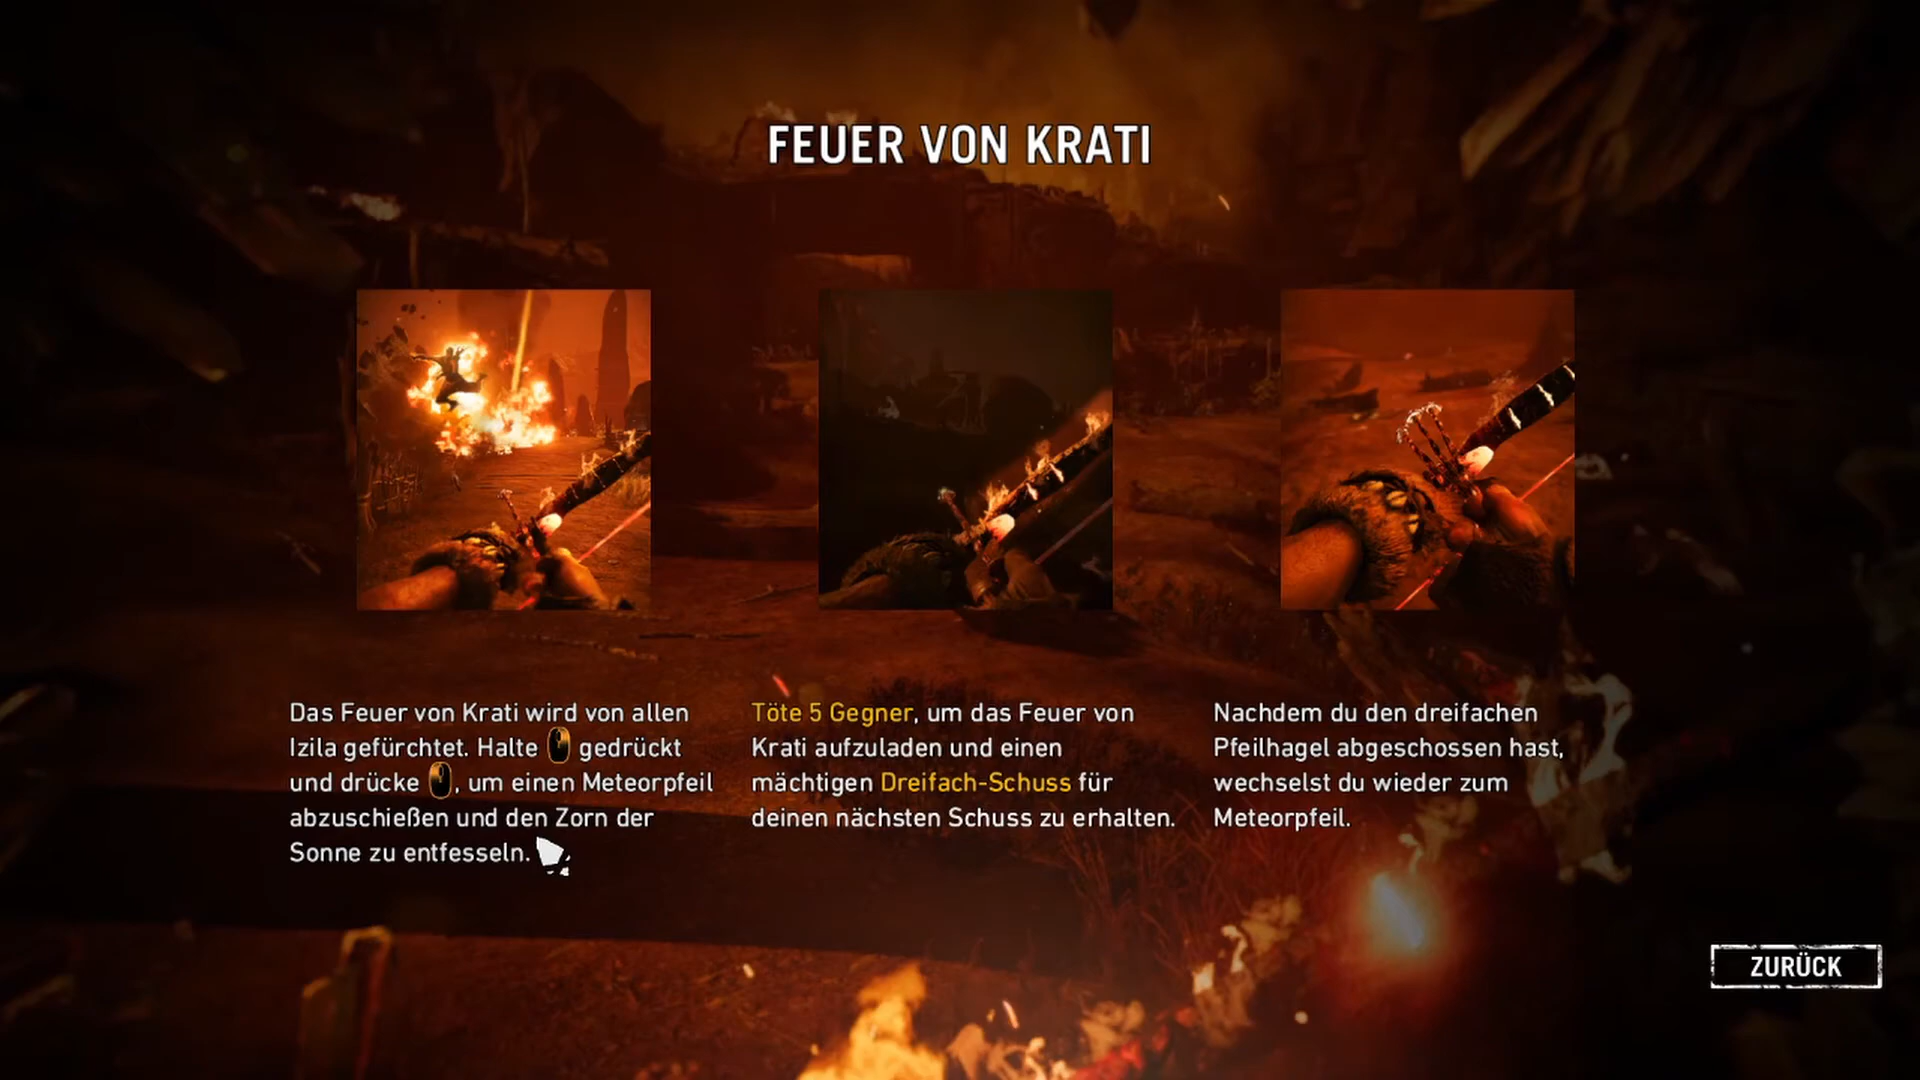 FEUER VON KRATI
Das Feuer von Krati wird von allen
Izila gefürchtet. Halte gedrückt
und drücke , um einen Meteorpfeil
abzuschießen und den Zorn der
Sonne zu entfesseln.
Töte 5 Gegner, um das Feuer von
Krati aufzuladen und einen
mächtigen Dreifach-Schuss für
deinen nächsten Schuss zu erhalten.
Nachdem du den dreifachen
Pfeilhagel abgeschossen hast,
wechselst du wieder zum
Meteorpfeil.
ZURÜCK